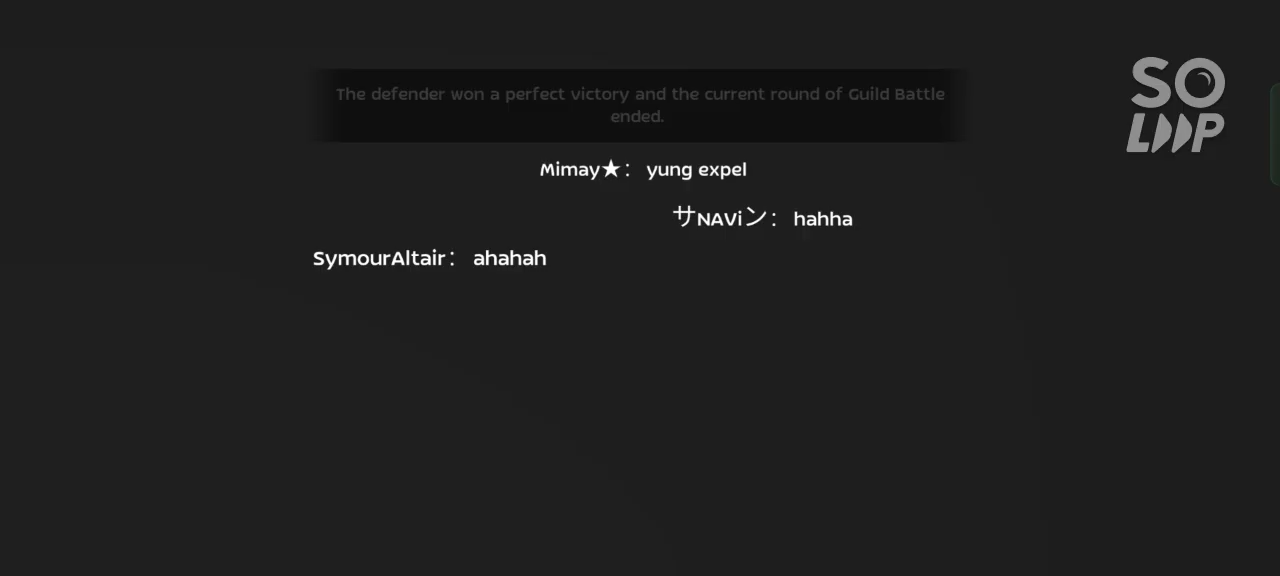 The defender won a perfect victory and the current round of Guild Battle
ended.
Mimay★： yung expel
サNAViン： hahha
SymourAltair： ahahah
SO
LOOP